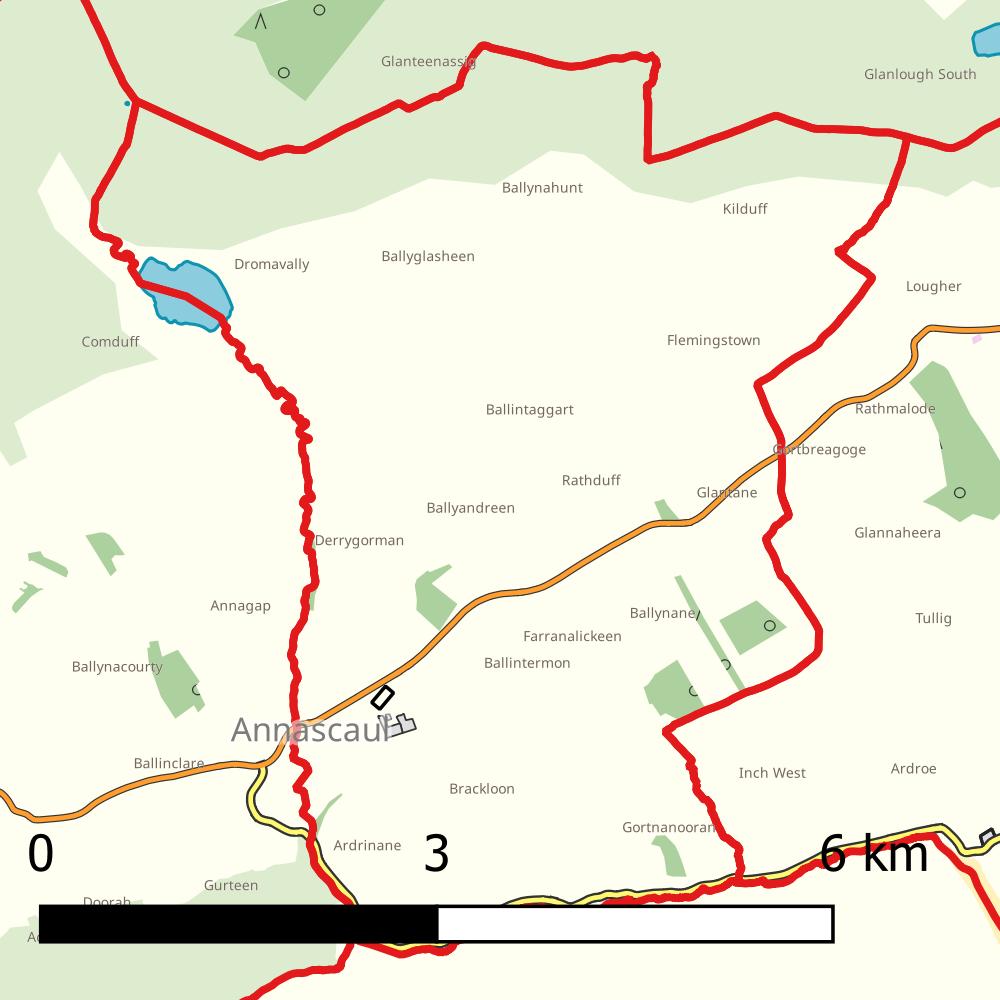 Glanteenassig
Glanlough South
Ballynahunt
Kilduff
Ballyglasheen
Dromavally
Lougher
Comduff
Flemingstown
Ballintaggart
Rathmalode
Gortbreagoge
Rathduff
Glantane
Ballyandreen
Derrygorman
Glannaheera
Annagap
Ballynane
Tullig
Farranalickeen
Ballintermon
Ballynacourty
Annascaul
Ballinclare
Inch West
Ardroe
Brackloon
Gortnanooran
Ardrinane
0 3 6 km
Gurteen
Doorah